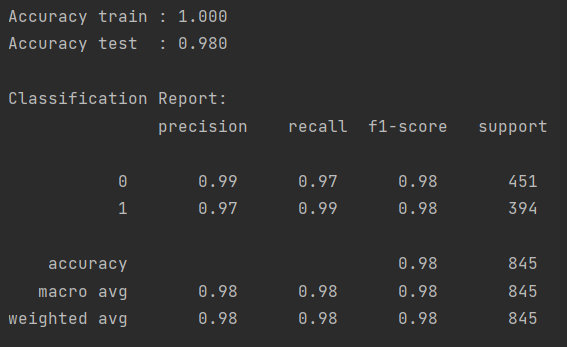 Accuracy train : 1.000
Accuracy test  : 0.980
Classification Report:
precision    recall  f1-score   support
0       0.99      0.97      0.98       451
1       0.97      0.99      0.98       394
accuracy                           0.98       845
macro avg       0.98      0.98      0.98       845
weighted avg       0.98      0.98      0.98       845